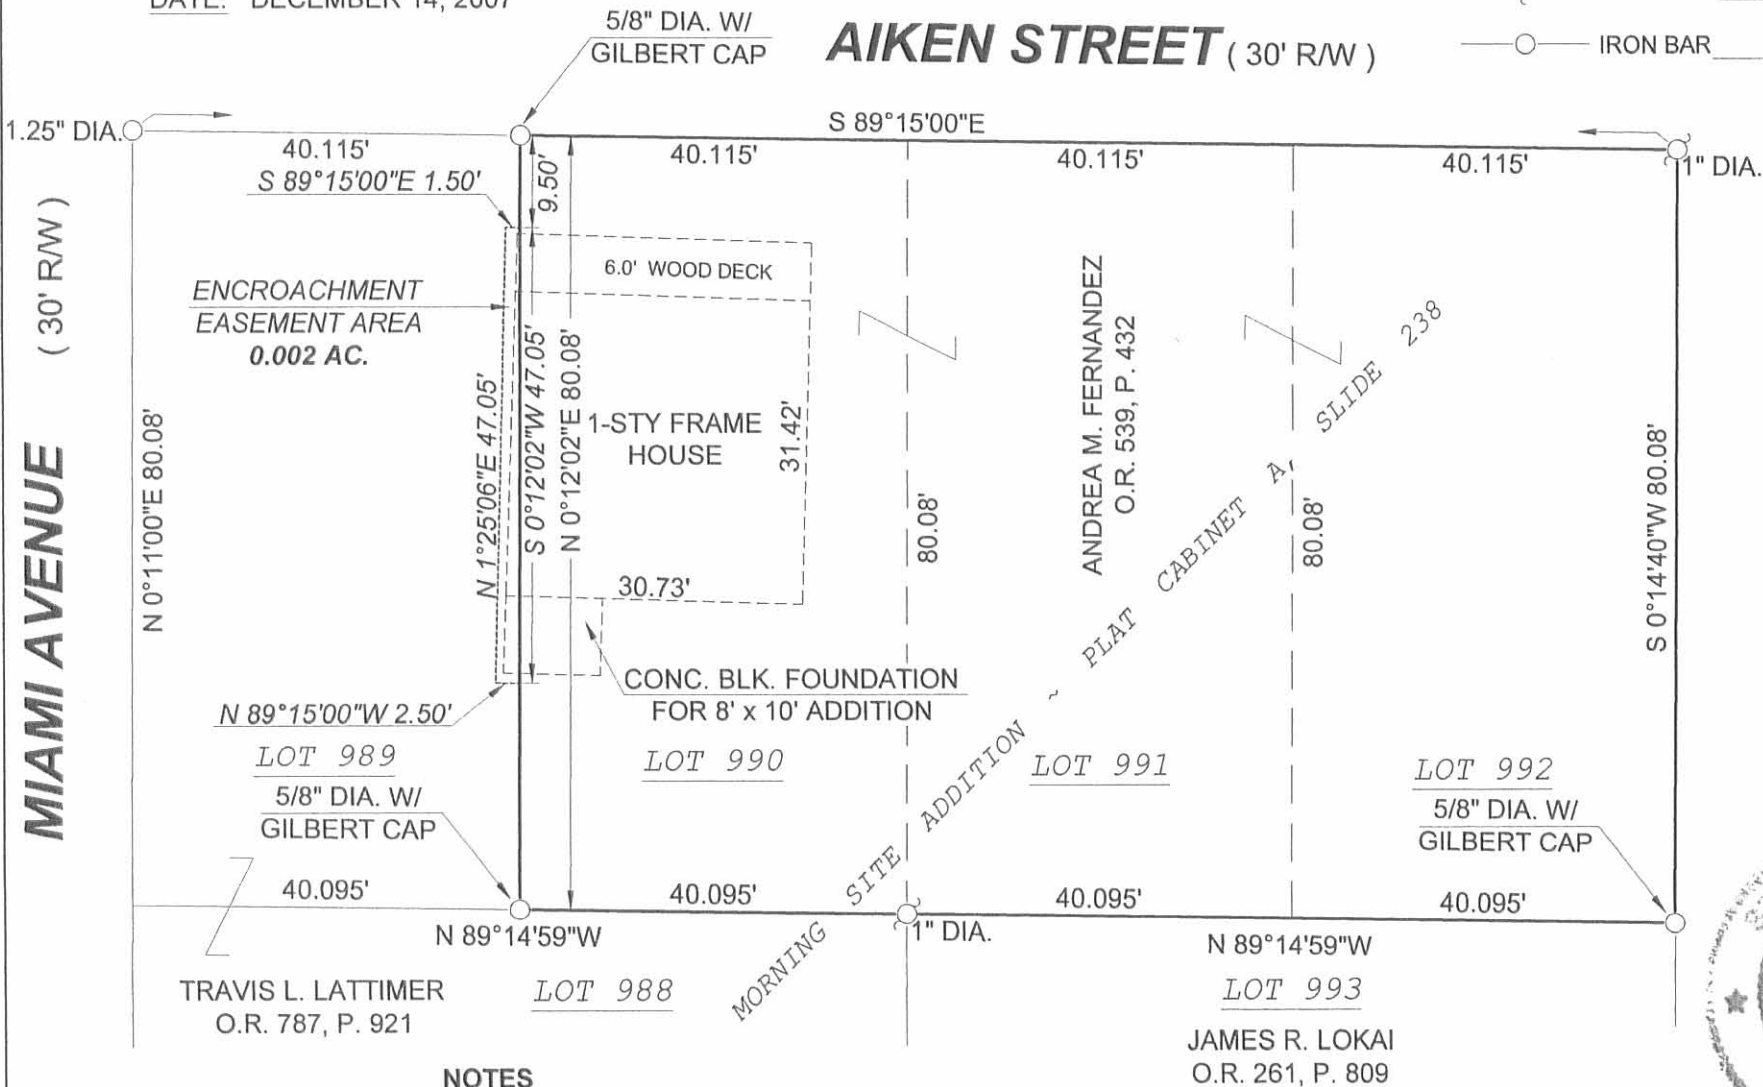 DATE: DECEMBER 14, 2007
5/8" DIA. W/
GILBERT CAP
AIKEN STREET ( 30' R/W )
IRON BAR
1.25" DIA.
S 89°15'00"E
40.115'
40.115'
40.115'
40.115'
1" DIA.
S 89°15'00"E 1.50'
9.50'
MIAMI AVENUE ( 30' R/W )
N 0°11'00"E 80.08'
ENCROACHMENT
EASEMENT AREA
0.002 AC.
N 1°25'06"E 47.05'
S 0°12'02"W 47.05'
N 0°12'02"E 80.08'
6.0' WOOD DECK
1-STY FRAME
HOUSE
31.42'
30.73'
CONC. BLK. FOUNDATION
FOR 8' x 10' ADDITION
80.08'
ANDREA M. FERNANDEZ
O.R. 539, P. 432
80.08'
S 0°14'40"W 80.08'
MORNING SITE ADDITION ~ PLAT CABINET A, SLIDE 238
N 89°15'00"W 2.50'
LOT 989
LOT 990
LOT 991
LOT 992
5/8" DIA. W/
GILBERT CAP
5/8" DIA. W/
GILBERT CAP
40.095'
40.095'
40.095'
40.095'
N 89°14'59"W
1" DIA.
N 89°14'59"W
TRAVIS L. LATTIMER
O.R. 787, P. 921
LOT 988
LOT 993
JAMES R. LOKAI
O.R. 261, P. 809
NOTES